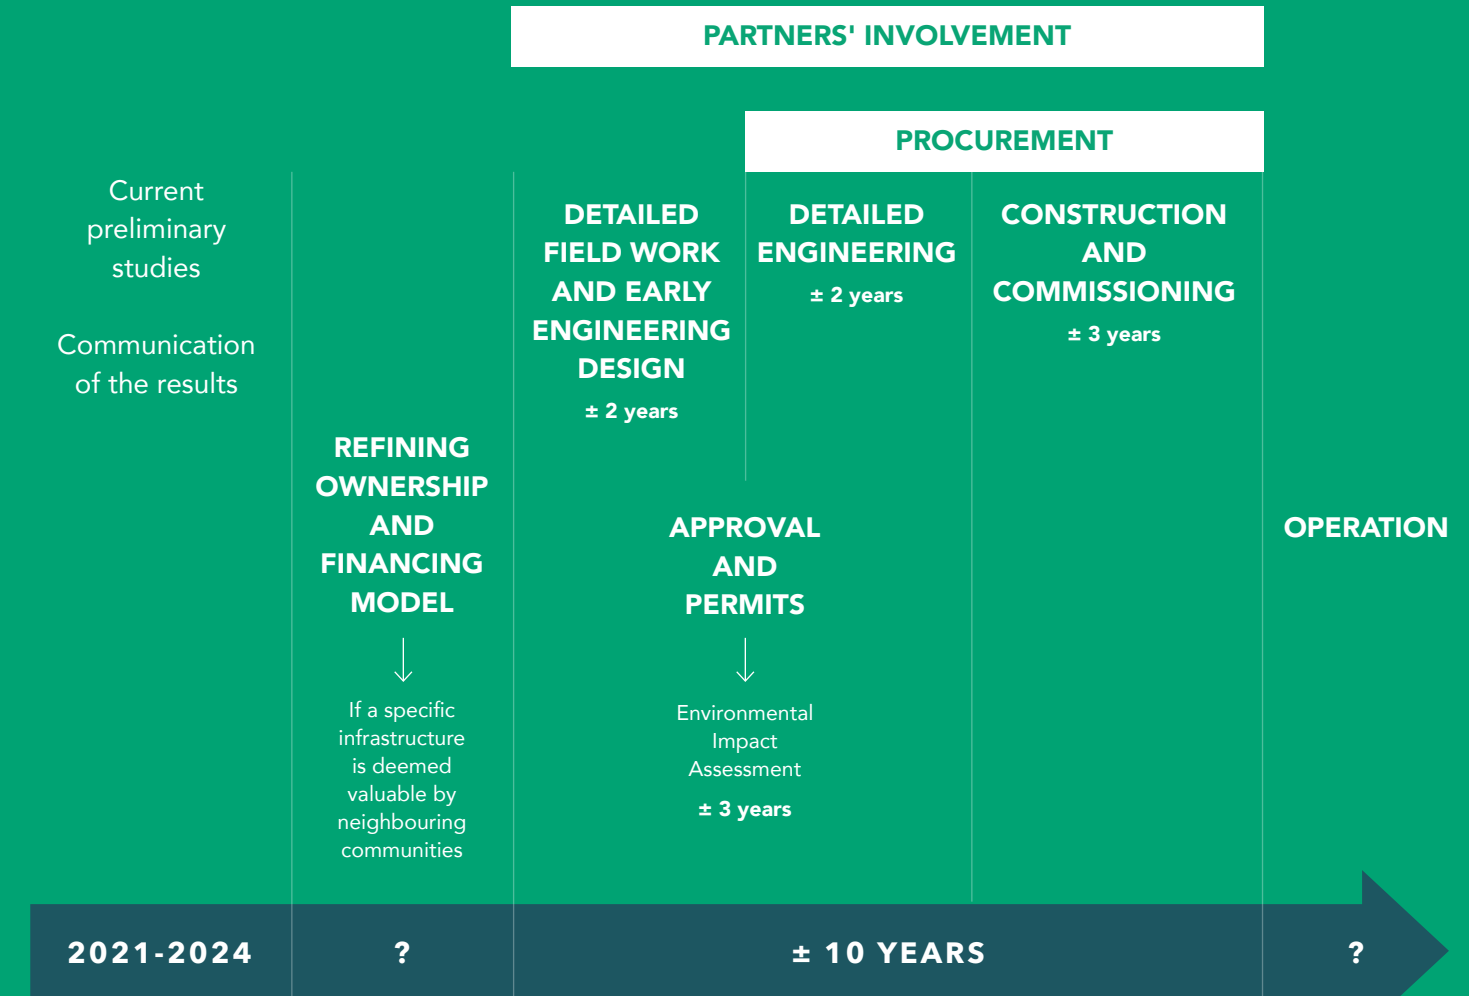 PARTNERS' INVOLVEMENT
PROCUREMENT
Current
preliminary
studies
Communication
of the results
REFINING
OWNERSHIP
AND
FINANCING
MODEL
If a specific
infrastructure
is deemed
valuable by
neighbouring
communities
DETAILED
FIELD WORK
AND EARLY
ENGINEERING
DESIGN
± 2 years
DETAILED
ENGINEERING
± 2 years
CONSTRUCTION
AND
COMMISSIONING
± 3 years
APPROVAL
AND
PERMITS
Environmental
Impact
Assessment
± 3 years
OPERATION
2021-2024
?
± 10 YEARS
?